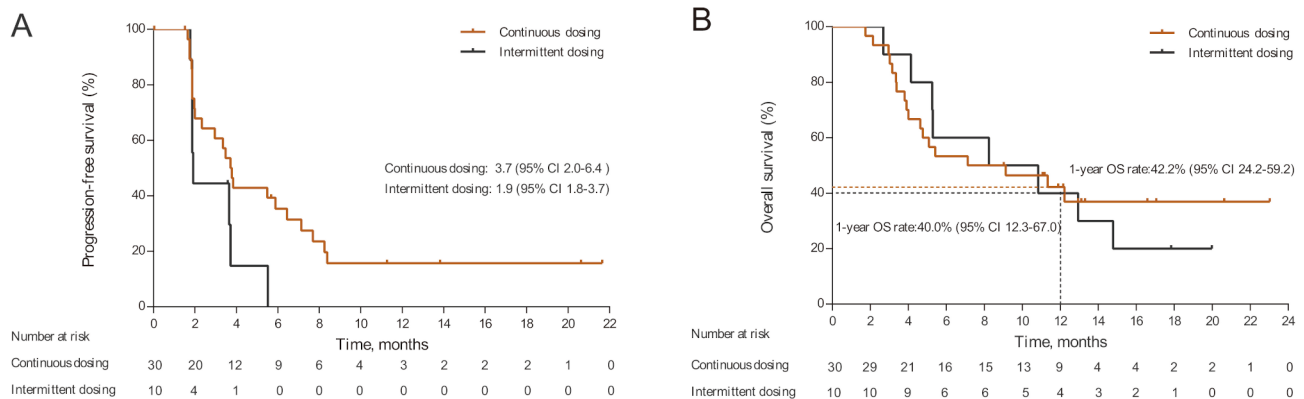 A
Continuous dosing
Intermittent dosing
Progression-free survival (%)
100
80
60
40
20
0
Continuous dosing: 3.7 (95% CI 2.0-6.4 )
Intermittent dosing: 1.9 (95% CI 1.8-3.7)
0 2 4 6 8 10 12 14 16 18 20 22
Time, months
Number at risk
Continuous dosing 30 20 12 9 6 4 3 2 2 2 1 0
Intermittent dosing 10 4 1 0 0 0 0 0 0 0 0 0
B
Continuous dosing
Intermittent dosing
Overall survival (%)
100
80
60
40
20
0
1-year OS rate:42.2% (95% CI 24.2-59.2)
1-year OS rate:40.0% (95% CI 12.3-67.0)
0 2 4 6 8 10 12 14 16 18 20 22 24
Time, months
Number at risk
Continuous dosing 30 29 21 16 15 13 9 4 4 2 2 1 0
Intermittent dosing 10 10 9 6 6 5 4 3 2 1 0 0 0